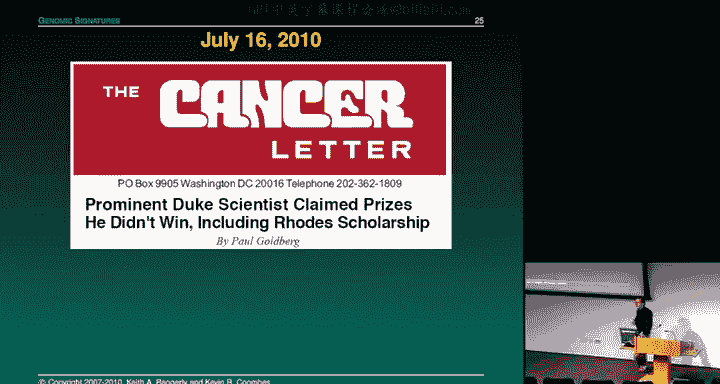 GENOMIC SIGNATURES 25
July 16, 2010
THE CANCER
LETTER
PO Box 9905 Washington DC 20016 Telephone 202-362-1809
Prominent Duke Scientist Claimed Prizes
He Didn't Win, Including Rhodes Scholarship
By Paul Goldberg
© Copyright 2007-2010, Keith A. Baggerly and Kevin R. Coombes